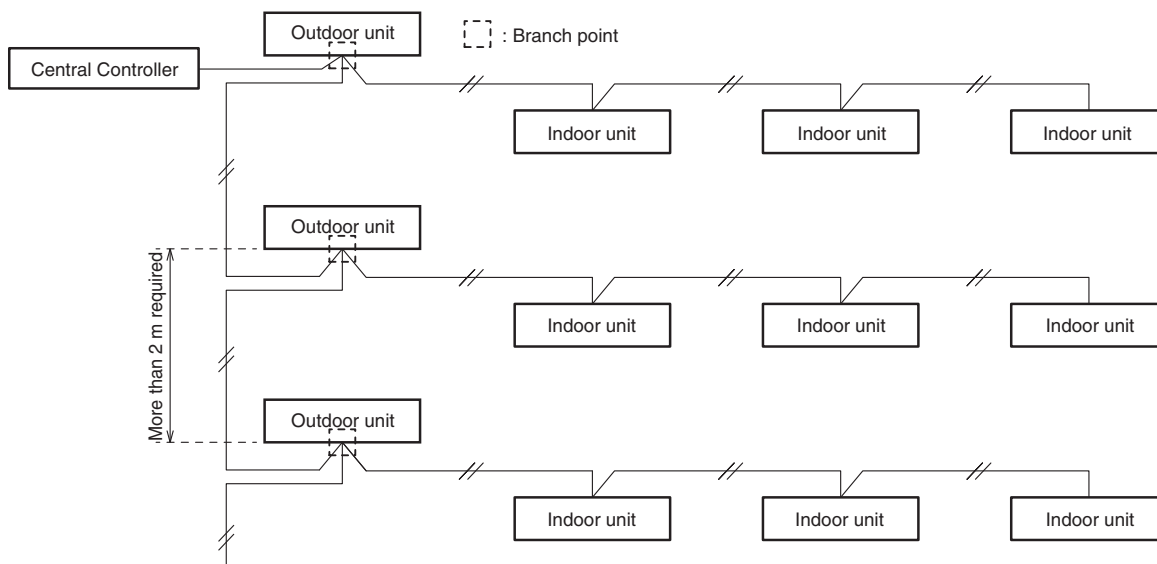 Outdoor unit
: Branch point
Central Controller
Indoor unit
Indoor unit
Indoor unit
Outdoor unit
More than 2 m required
Indoor unit
Indoor unit
Indoor unit
Outdoor unit
Indoor unit
Indoor unit
Indoor unit